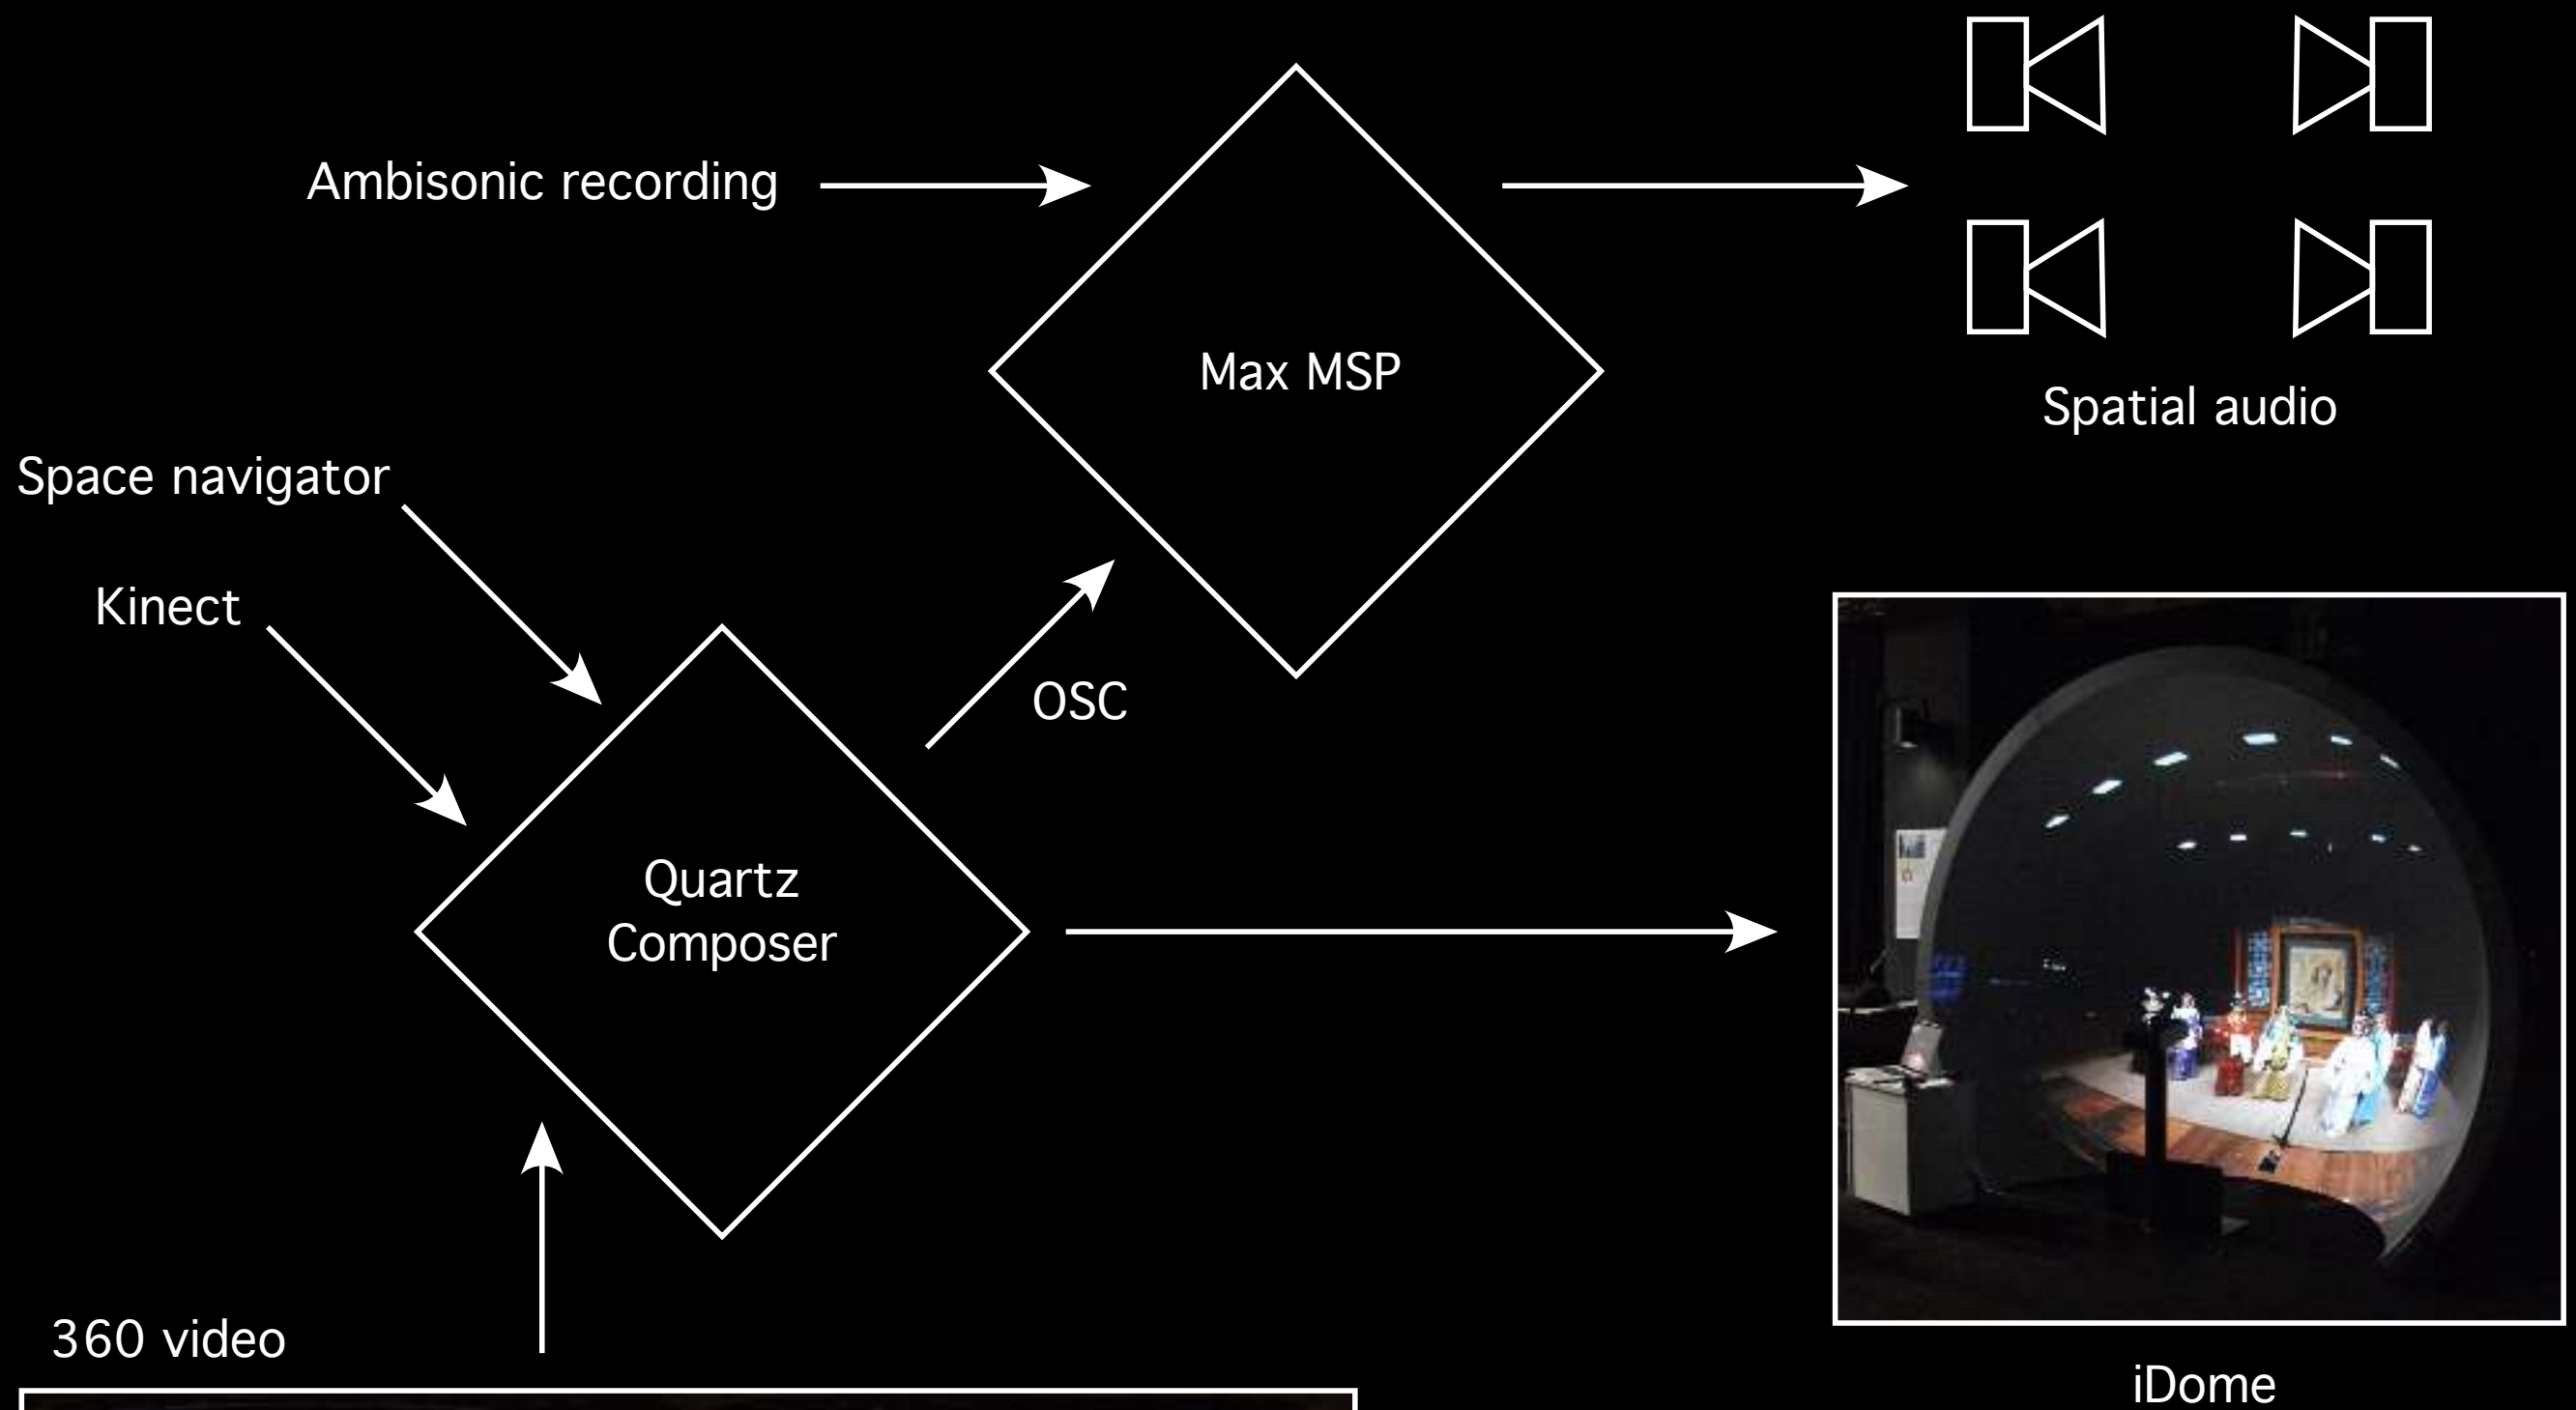 Ambisonic recording
Max MSP
Spatial audio
Space navigator
Kinect
OSC
Quartz
Composer
360 video
iDome